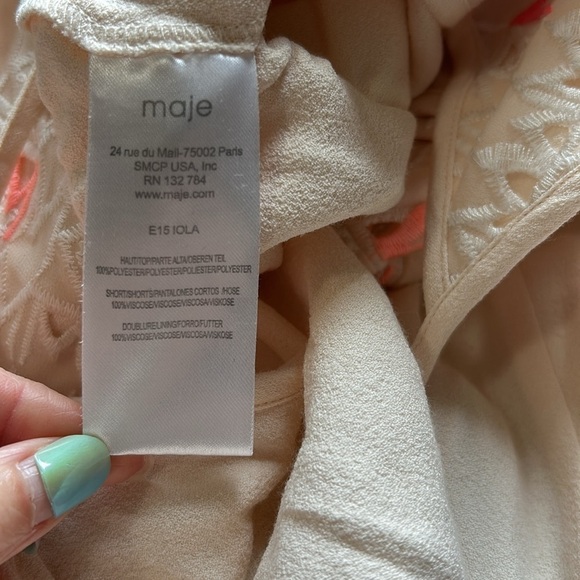 maje
24 rue du Mail-75002 Paris
SMCP USA, Inc
RN 132 784
www.maje.com
E15 IOLA
HAUT/TOP/PARTE ALTA/OBEREN TEIL
100%POLYESTER/POLYESTER/POLIESTER/POLYESTER
SHORT/SHORTS/PANTALONES CORTOS /HOSE
100%VISCOSE/VISCOSE/VISCOSA/VISKOSE
DOUBLURE/LINING/FORRO/FUTTER
100%VISCOSE/VISCOSE/VISCOSA/VISKOSE